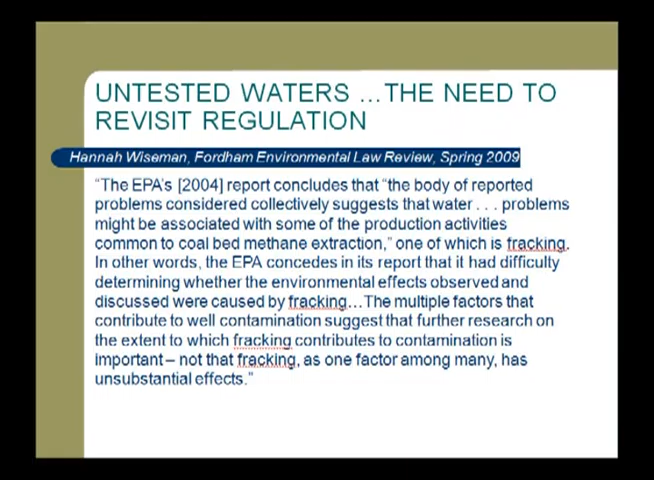 UNTESTED WATERS ...THE NEED TO
REVISIT REGULATION
Hannah Wiseman, Fordham Environmental Law Review, Spring 2009
“The EPA’s [2004] report concludes that “the body of reported
problems considered collectively suggests that water . . . problems
might be associated with some of the production activities
common to coal bed methane extraction,” one of which is fracking.
In other words, the EPA concedes in its report that it had difficulty
determining whether the environmental effects observed and
discussed were caused by fracking…The multiple factors that
contribute to well contamination suggest that further research on
the extent to which fracking contributes to contamination is
important – not that fracking, as one factor among many, has
unsubstantial effects.”